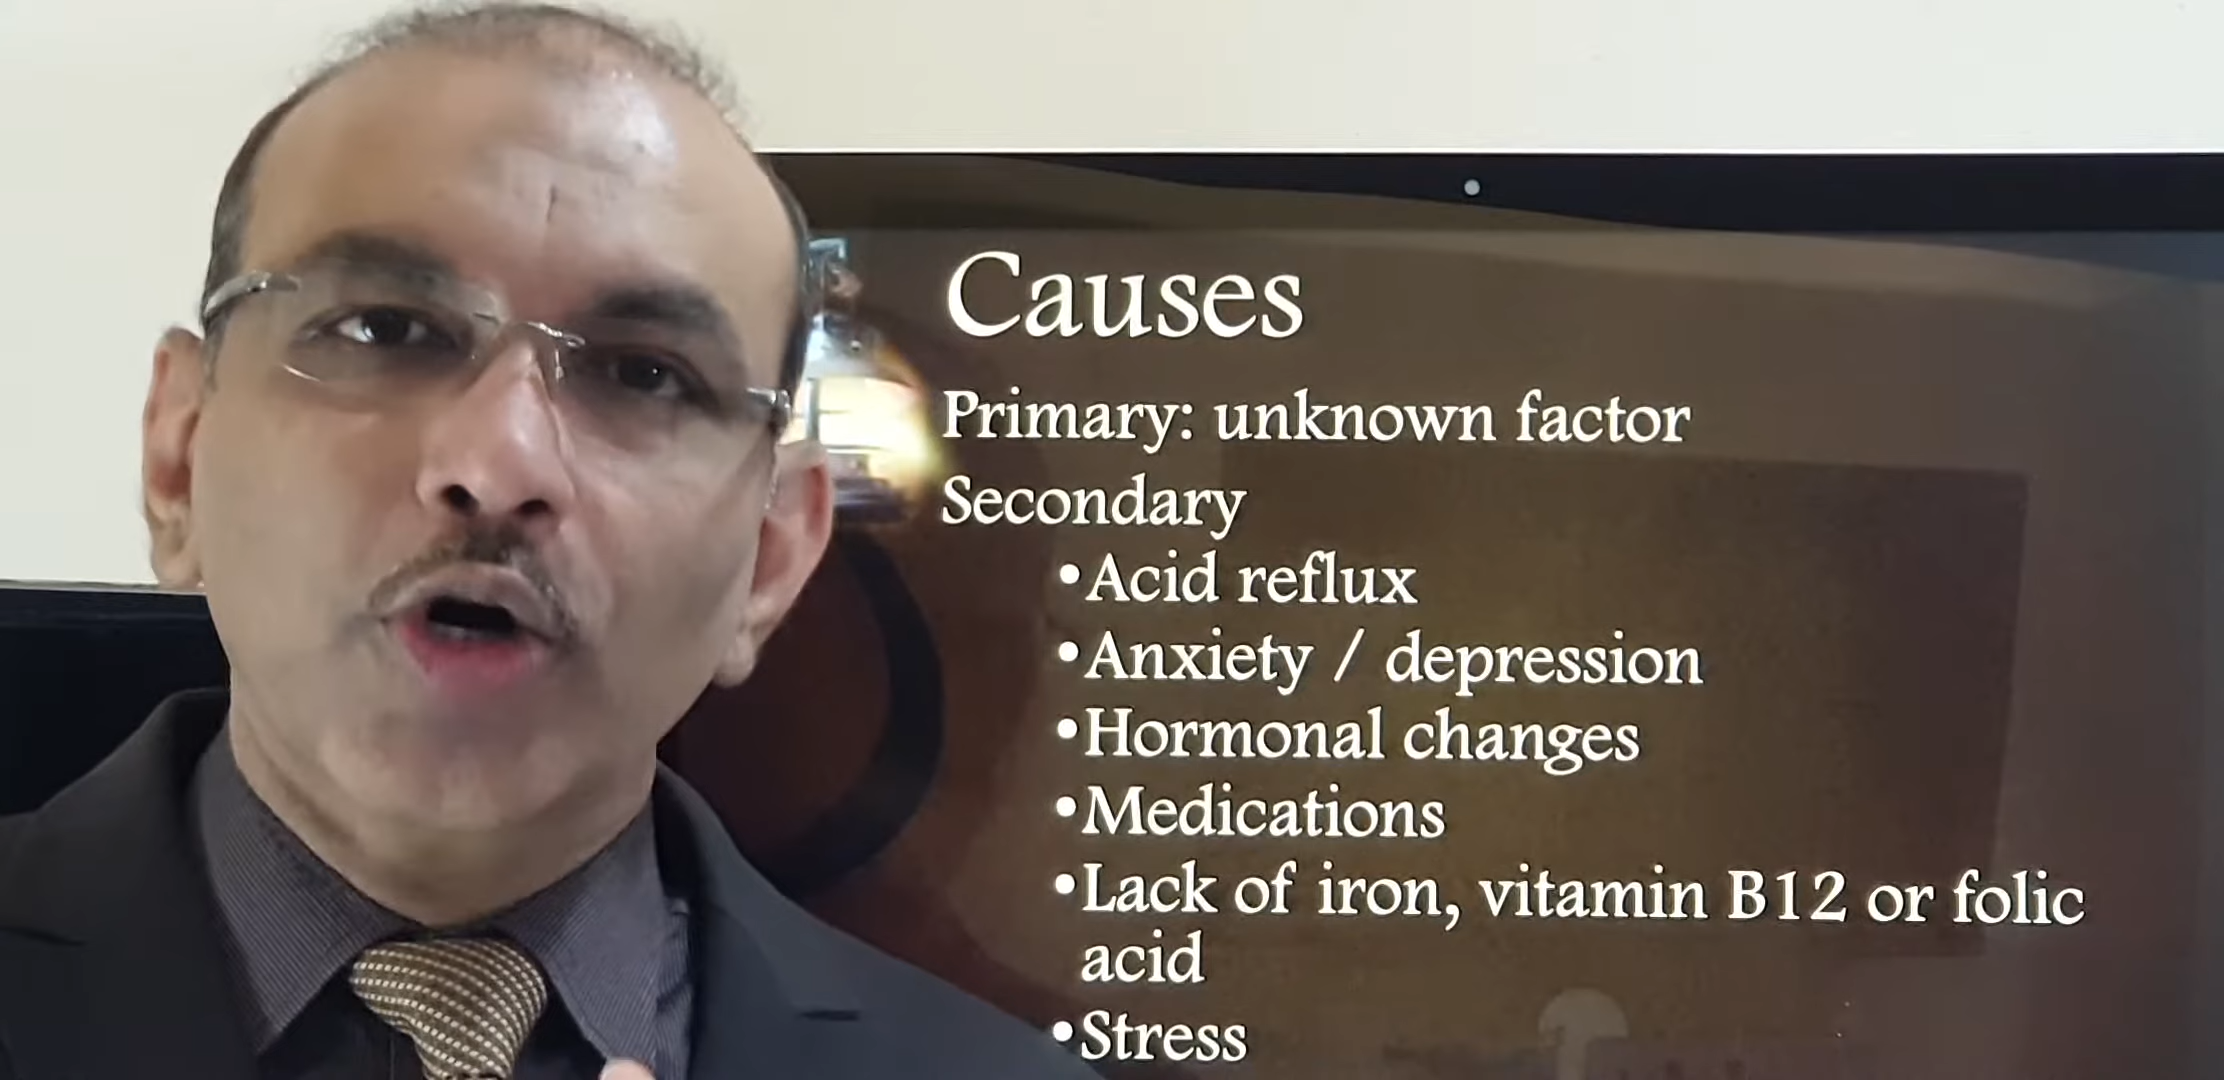 Causes
Primary: unknown factor
Secondary
•Acid reflux
•Anxiety / depression
•Hormonal changes
•Medications
•Lack of iron, vitamin B12 or folic
acid
•Stress